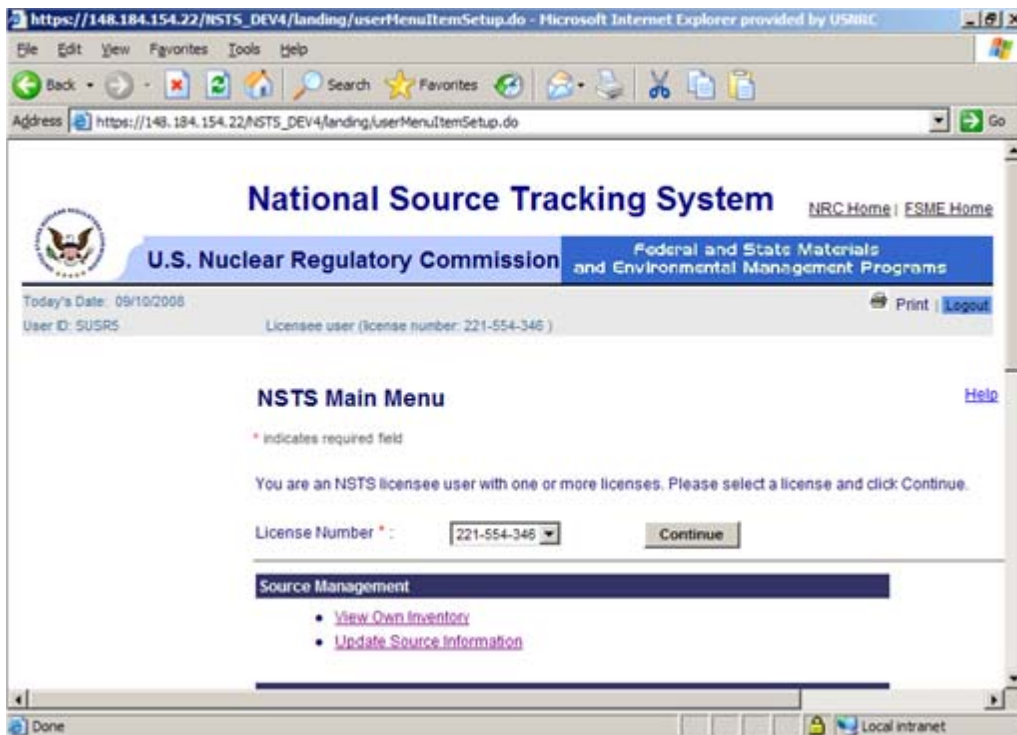 https://148.184.154.22/NSTS_DEV4/landing/userMenuItemSetup.do - Microsoft Internet Explorer provided by USNRC
File Edit View Favorites Tools Help
Back Search Favorites
Address https://148.184.154.22/NSTS_DEV4/landing/userMenuItemSetup.do Go
National Source Tracking System
NRC Home | FSME Home
U.S. Nuclear Regulatory Commission
Federal and State Materials
and Environmental Management Programs
Today's Date: 09/10/2008
Print | Logout
User ID: SUSR5 Licensee user (license number: 221-554-346 )
NSTS Main Menu
Help
* indicates required field
You are an NSTS licensee user with one or more licenses. Please select a license and click Continue.
License Number * : 221-554-346 Continue
Source Management
• View Own Inventory
• Update Source Information
Done Local intranet